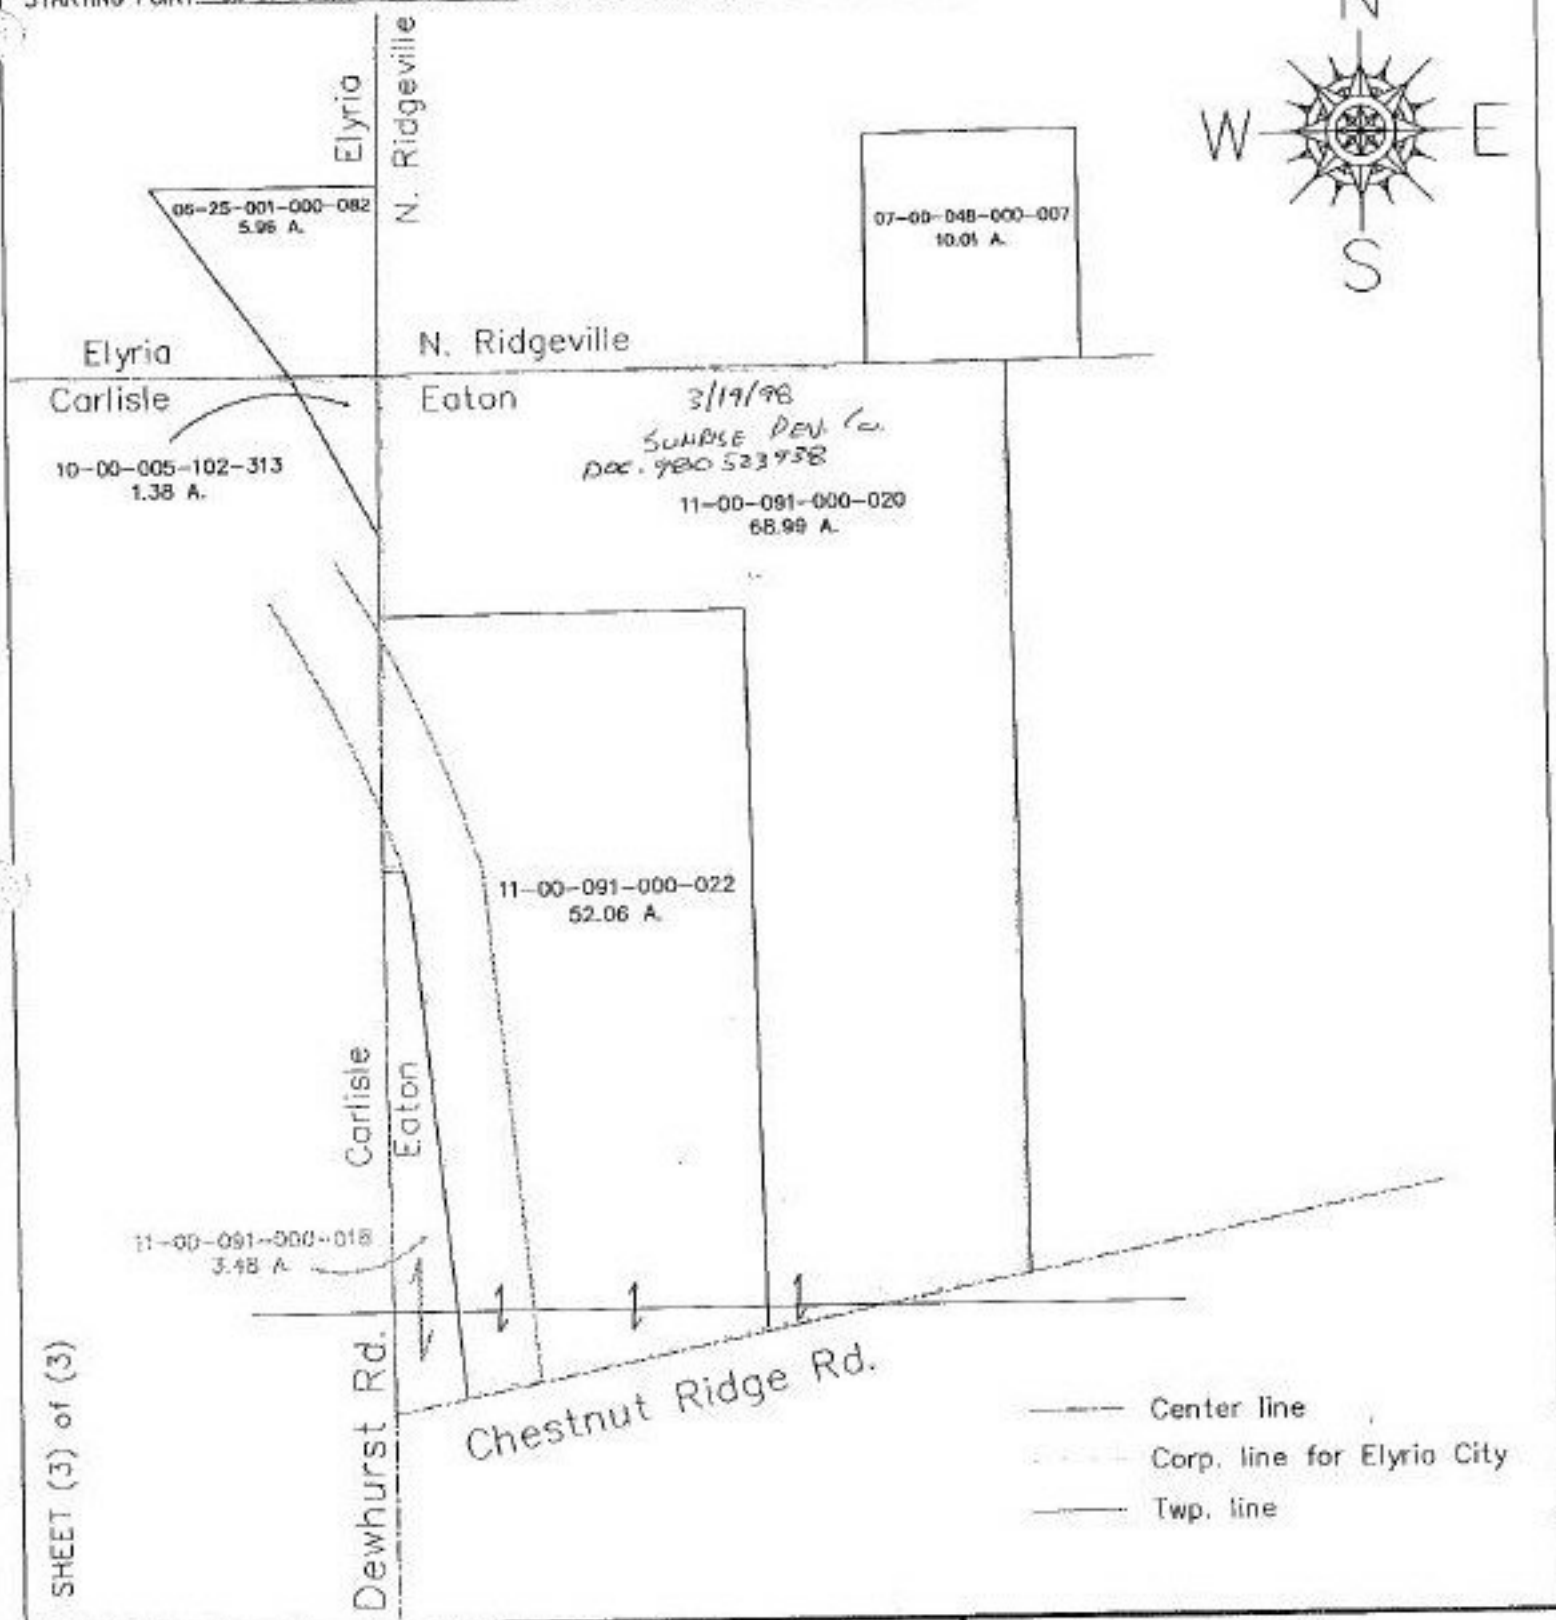 STARTING POINT
N
W
E
S
Elyria
N. Ridgeville
06-25-001-000-082
5.96 A.
07-00-048-000-007
10.01 A.
Elyria
N. Ridgeville
Carlisle
Eaton
3/19/98
SUNRISE DEV. Co.
DOC. 980523938
10-00-005-102-313
1.38 A.
11-00-091-000-020
68.99 A.
11-00-091-000-022
52.06 A.
Carlisle
Eaton
11-00-091-000-018
3.48 A
Dewhurst Rd.
Chestnut Ridge Rd.
Center line
Corp. line for Elyria City
Twp. line
SHEET (3) of (3)